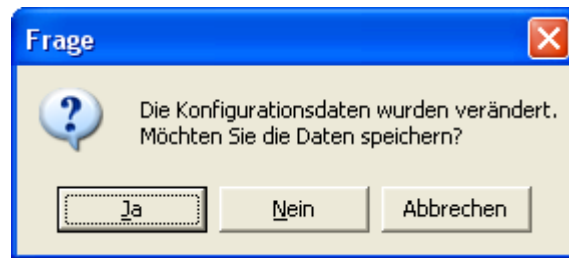 Frage
Die Konfigurationsdaten wurden verändert.
Möchten Sie die Daten speichern?
Ja Nein Abbrechen